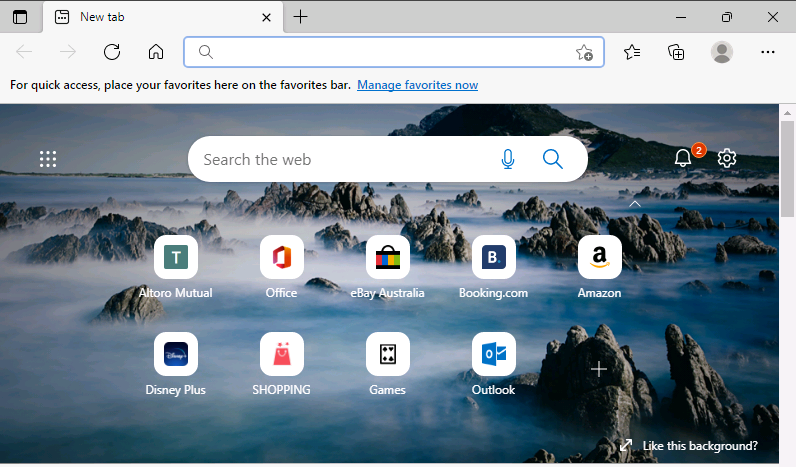 New tab
For quick access, place your favorites here on the favorites bar. Manage favorites now
Search the web
2
T
B.
a
Altoro Mutual Office eBay Australia Booking.com Amazon
Disney+
O
Disney Plus SHOPPING Games Outlook
Like this background?